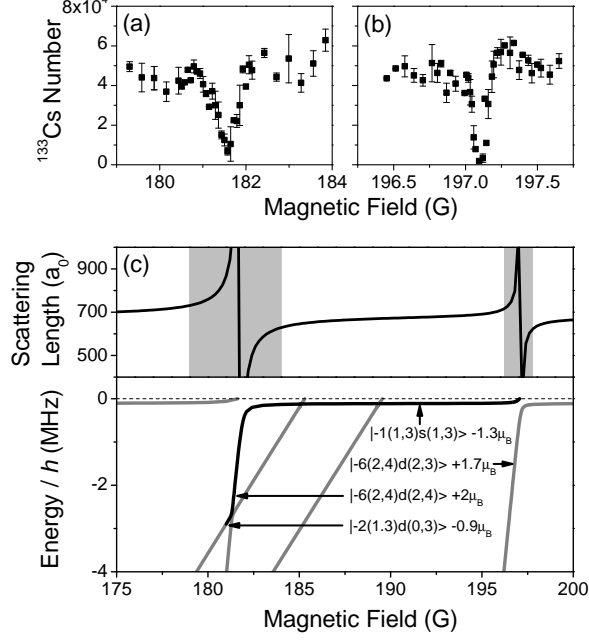 8x10⁴
6
4
2
0
¹³³Cs Number
(a)
(b)
180
182
184
196.5
197.0
197.5
Magnetic Field (G)
(c)
900
700
500
Scattering
Length (a₀)
0
-2
-4
Energy / h (MHz)
|-1(1,3)s(1,3)> -1.3μB
|-6(2,4)d(2,3)> +1.7μB
|-6(2,4)d(2,4)> +2μB
|-2(1.3)d(0,3)> -0.9μB
175
180
185
190
195
200
Magnetic Field (G)